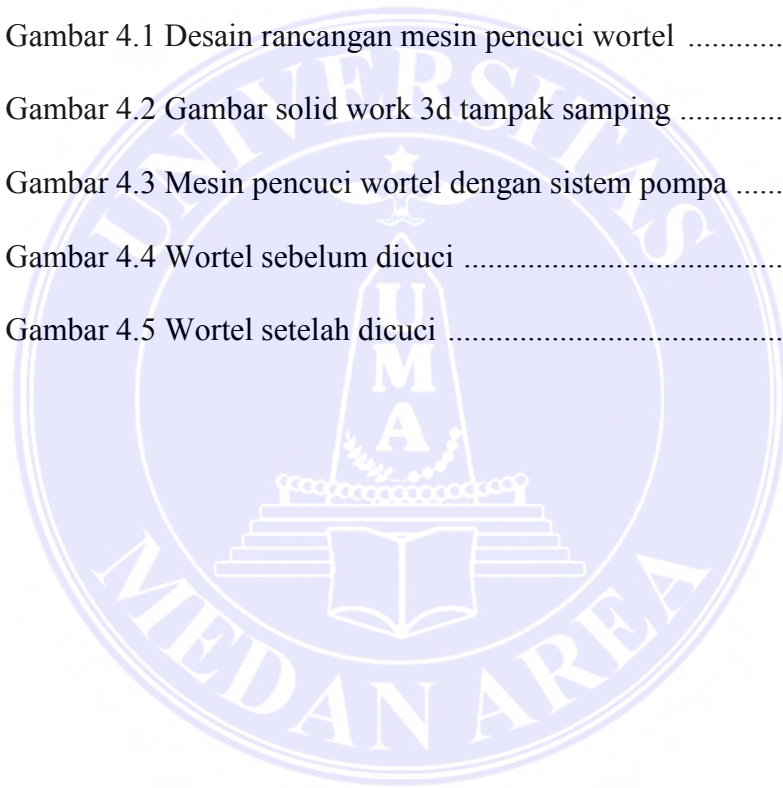 Gambar 4.1 Desain rancangan mesin pencuci wortel ............
Gambar 4.2 Gambar solid work 3d tampak samping .............
Gambar 4.3 Mesin pencuci wortel dengan sistem pompa ......
Gambar 4.4 Wortel sebelum dicuci ........................................
Gambar 4.5 Wortel setelah dicuci ..........................................
UNIVERSITAS
UMA
MEDAN AREA